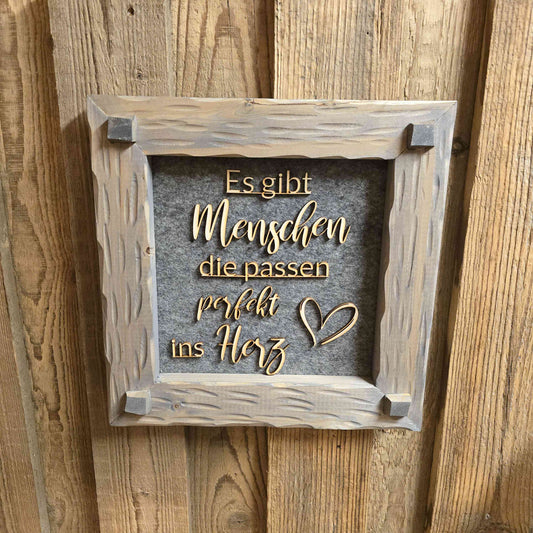 Es gibt
Menschen
die passen
perfekt
ins Herz